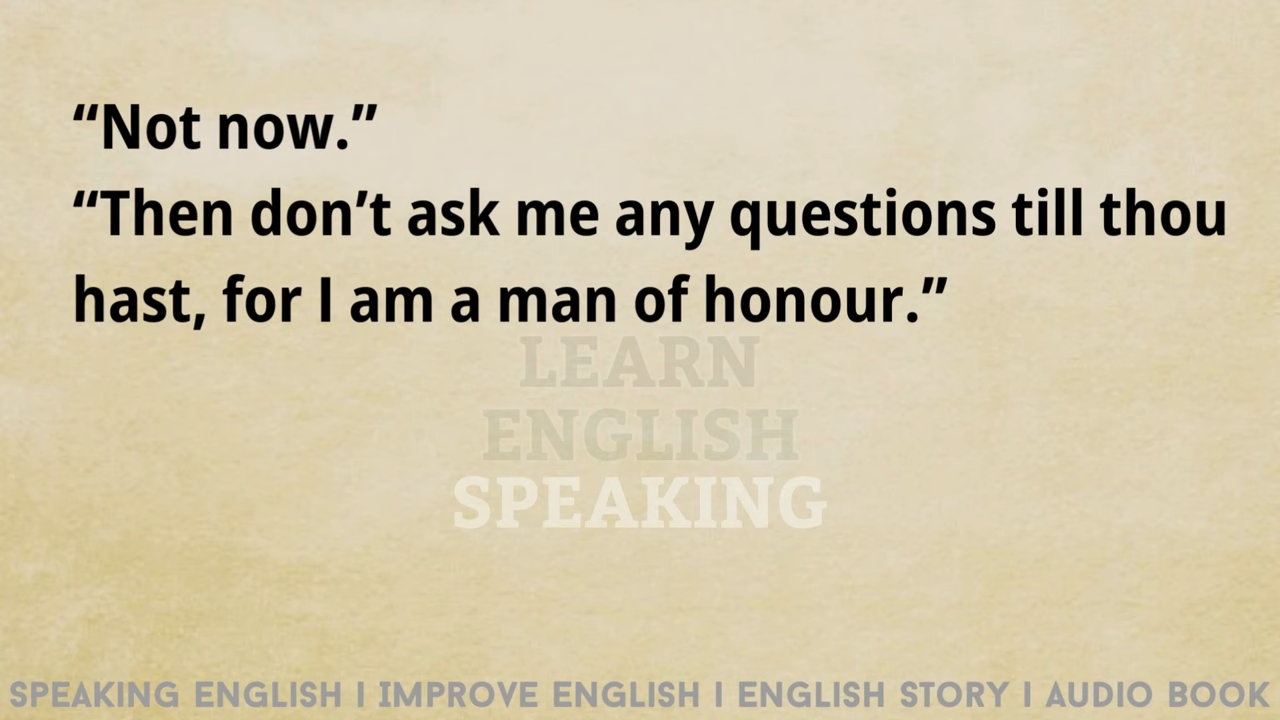 “Not now.”
“Then don’t ask me any questions till thou
hast, for I am a man of honour.”
LEARN
ENGLISH
SPEAKING
SPEAKING ENGLISH I IMPROVE ENGLISH I ENGLISH STORY I AUDIO BOOK